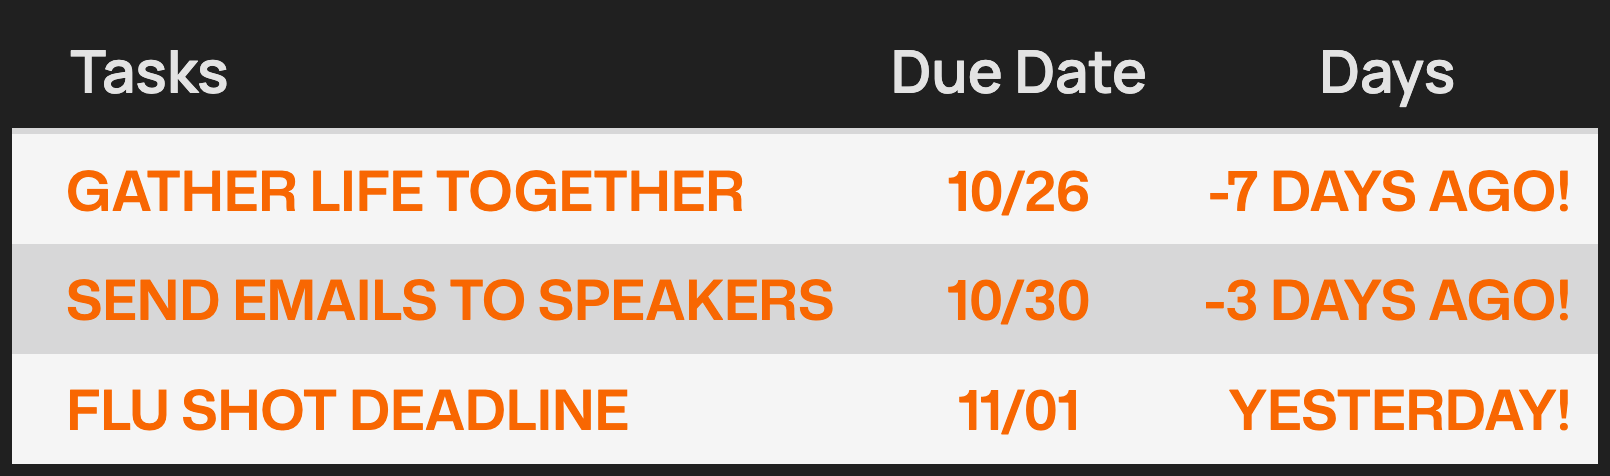 Tasks Due Date Days
GATHER LIFE TOGETHER 10/26 -7 DAYS AGO!
SEND EMAILS TO SPEAKERS 10/30 -3 DAYS AGO!
FLU SHOT DEADLINE 11/01 YESTERDAY!